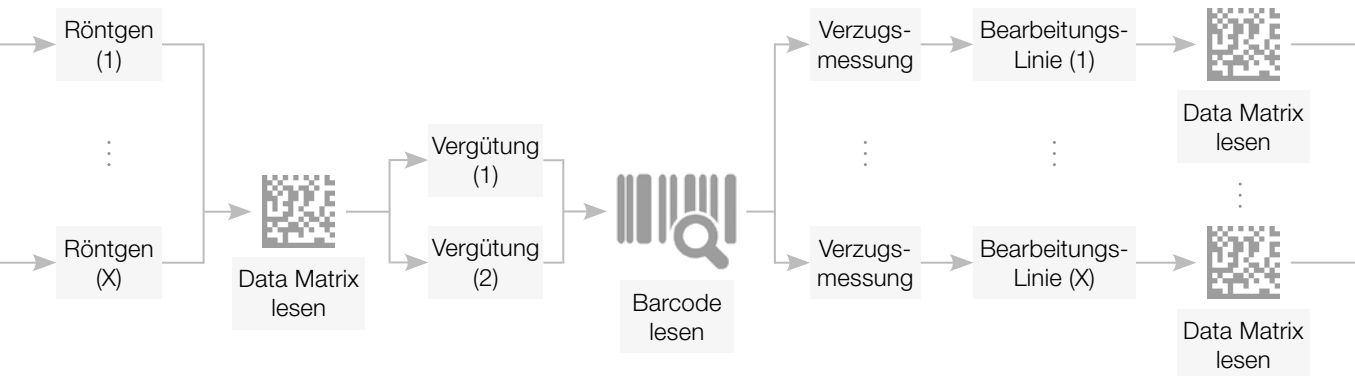 Röntgen
(1)
⋮
Röntgen
(X)
Data Matrix
lesen
Vergütung
(1)
Vergütung
(2)
Barcode
lesen
Verzugs-
messung
⋮
Verzugs-
messung
Bearbeitungs-
Linie (1)
⋮
Bearbeitungs-
Linie (X)
Data Matrix
lesen
⋮
Data Matrix
lesen